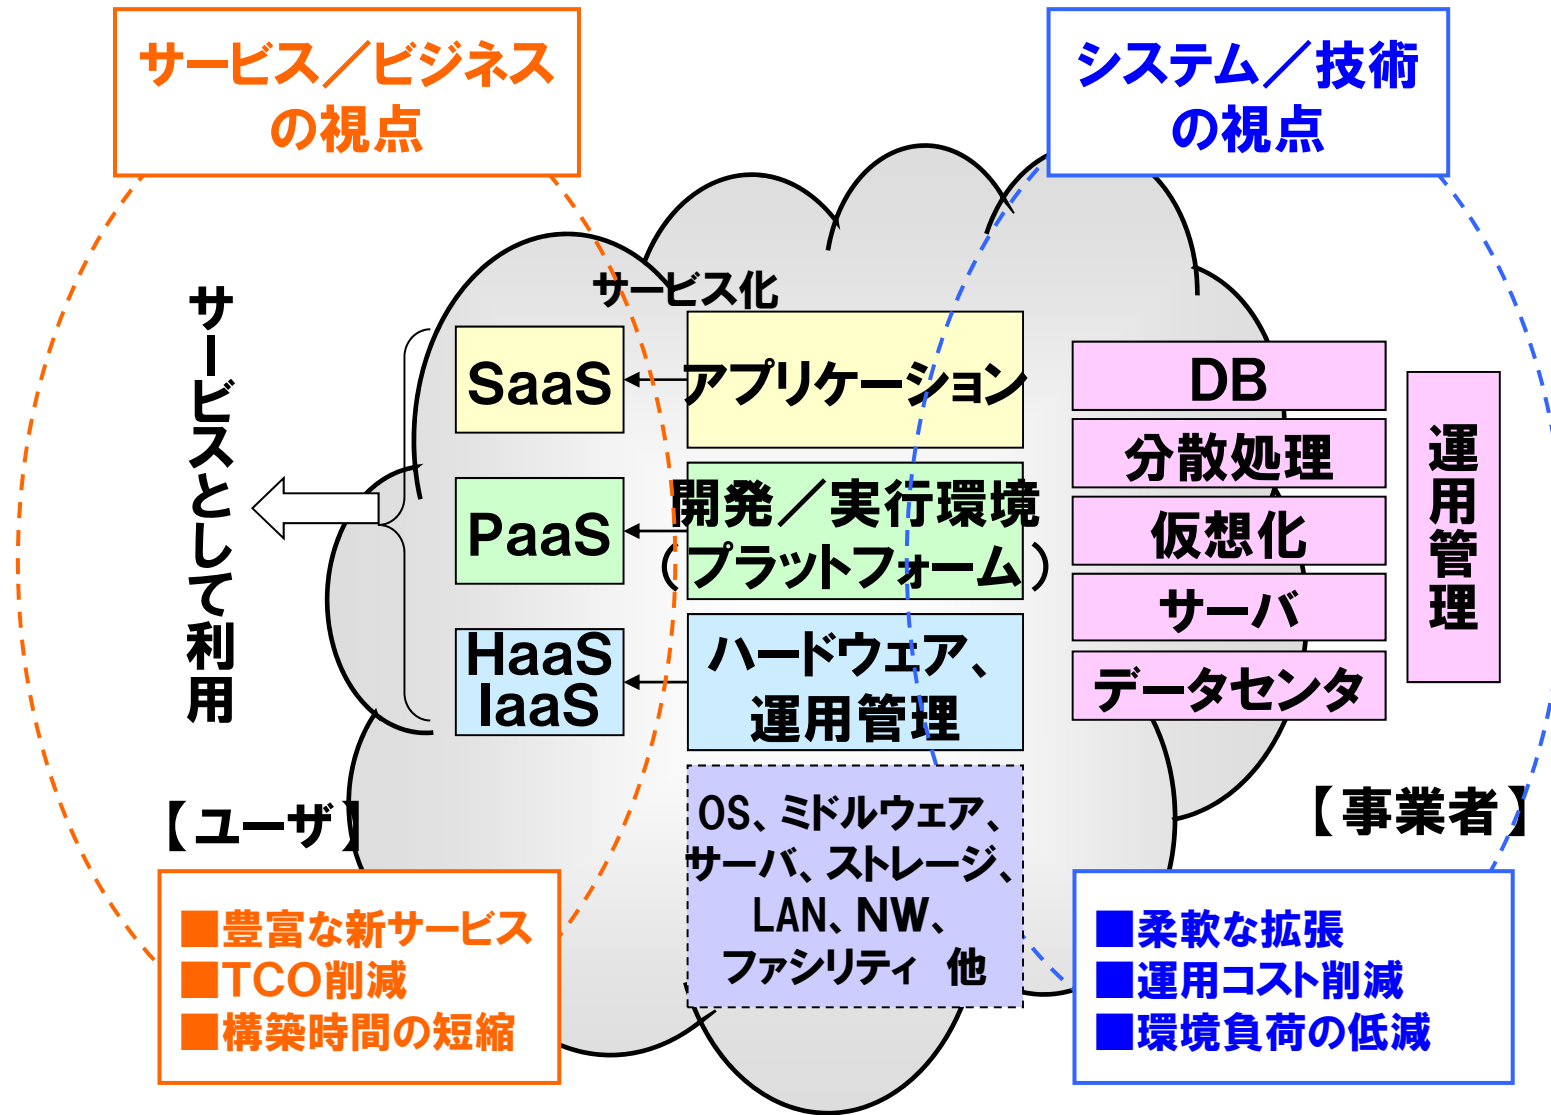 サービス／ビジネス
の視点
システム／技術
の視点
サービス化
サービスとして利用
SaaS
アプリケーション
PaaS
開発／実行環境
（プラットフォーム）
HaaS
IaaS
ハードウェア、
運用管理
OS、ミドルウェア、
サーバ、ストレージ、
LAN、NW、
ファシリティ 他
DB
分散処理
仮想化
サーバ
データセンタ
運用管理
【ユーザ】
【事業者】
■豊富な新サービス
■TCO削減
■構築時間の短縮
■柔軟な拡張
■運用コスト削減
■環境負荷の低減